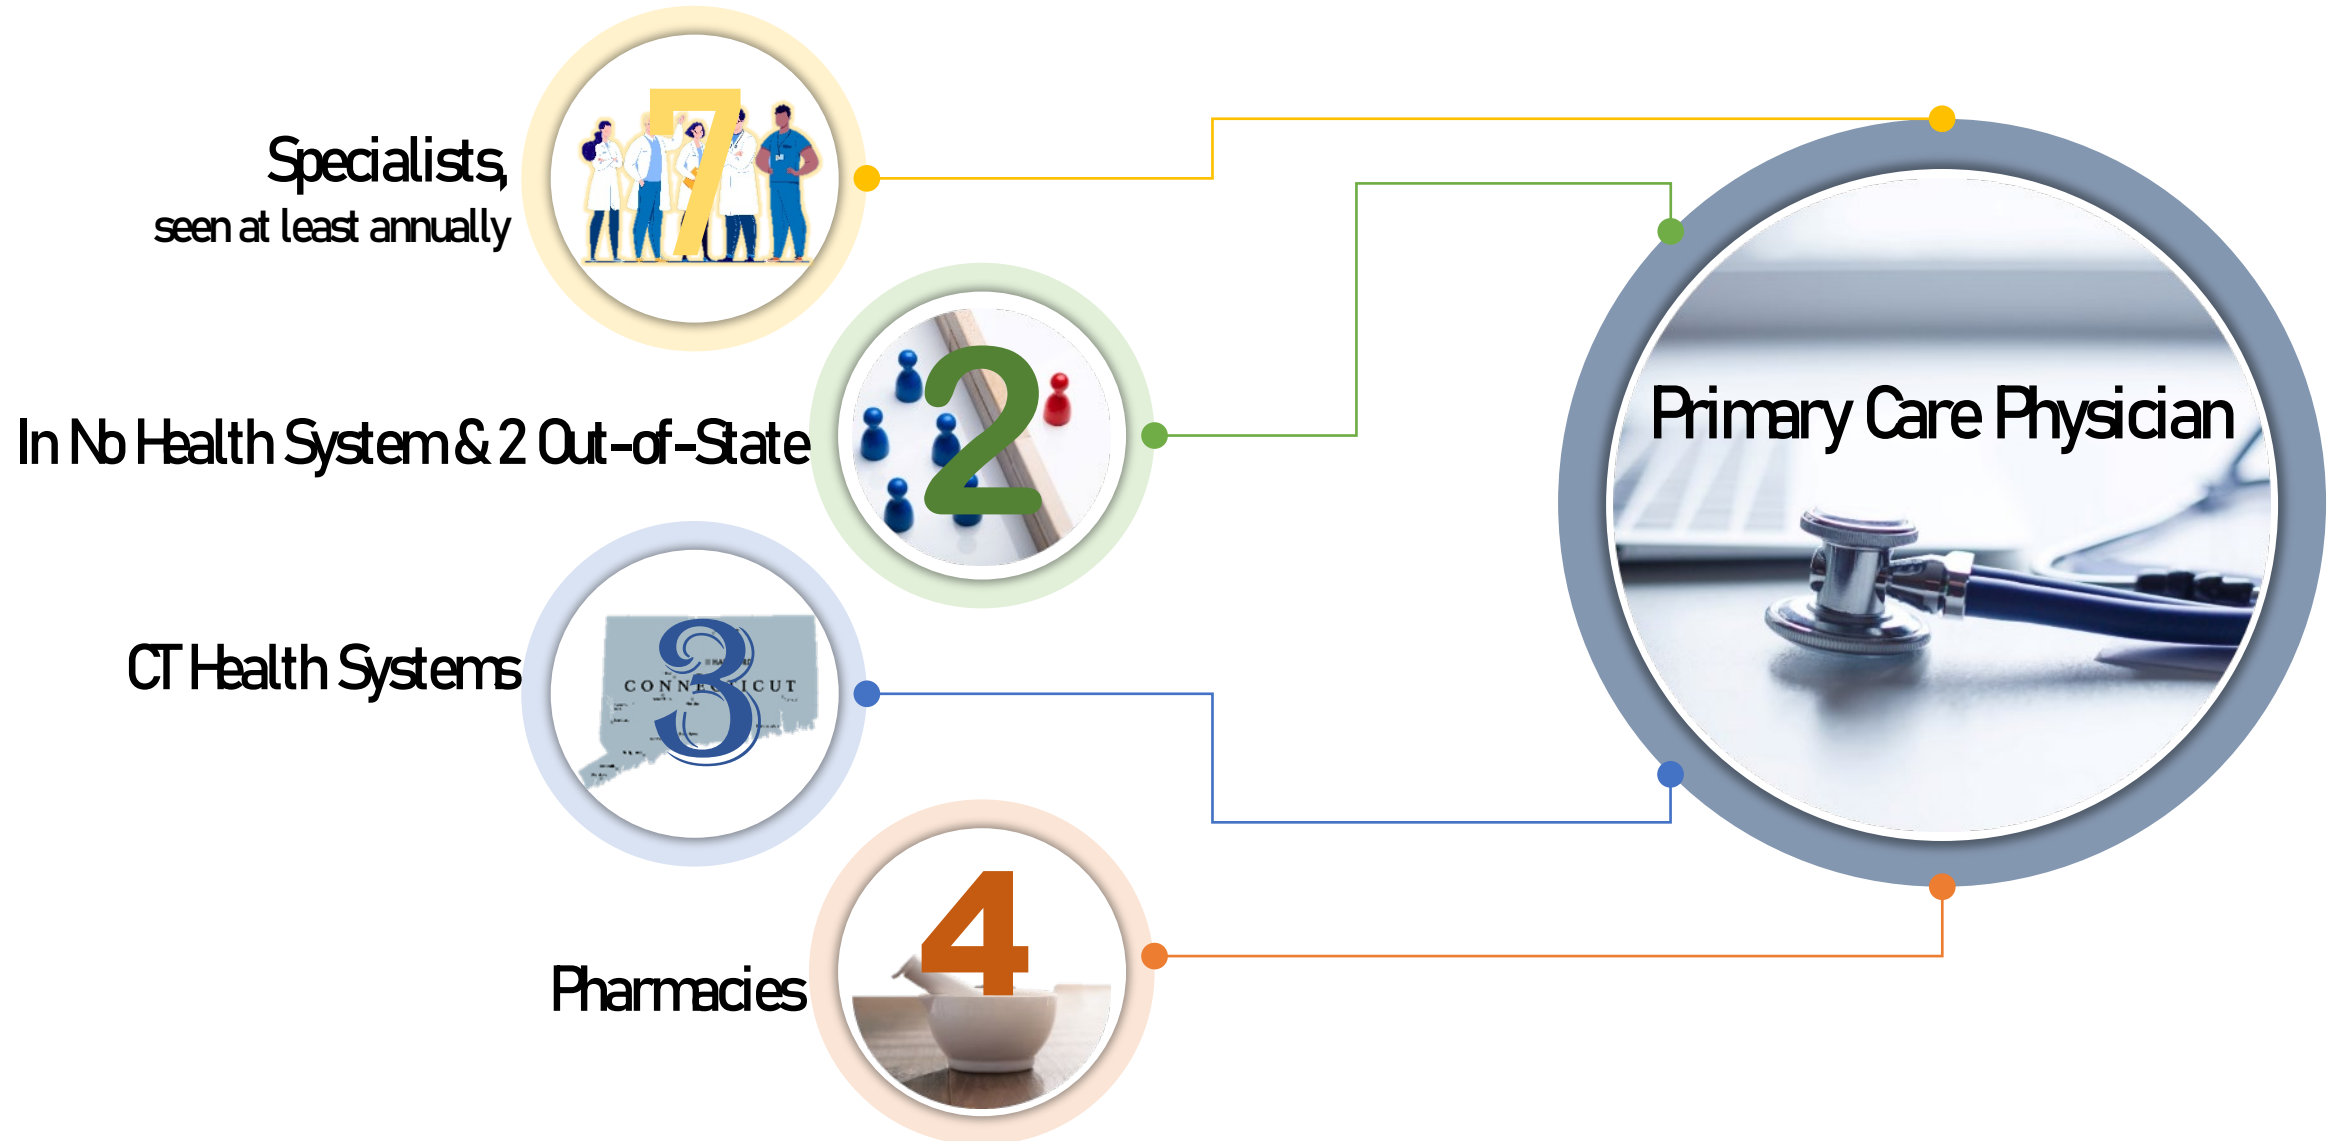 7
Specialists,
seen at least annually
2
In No Health System & 2 Out-of-State
Primary Care Physician
3
CT Health Systems
CONNECTICUT
4
Pharmacies